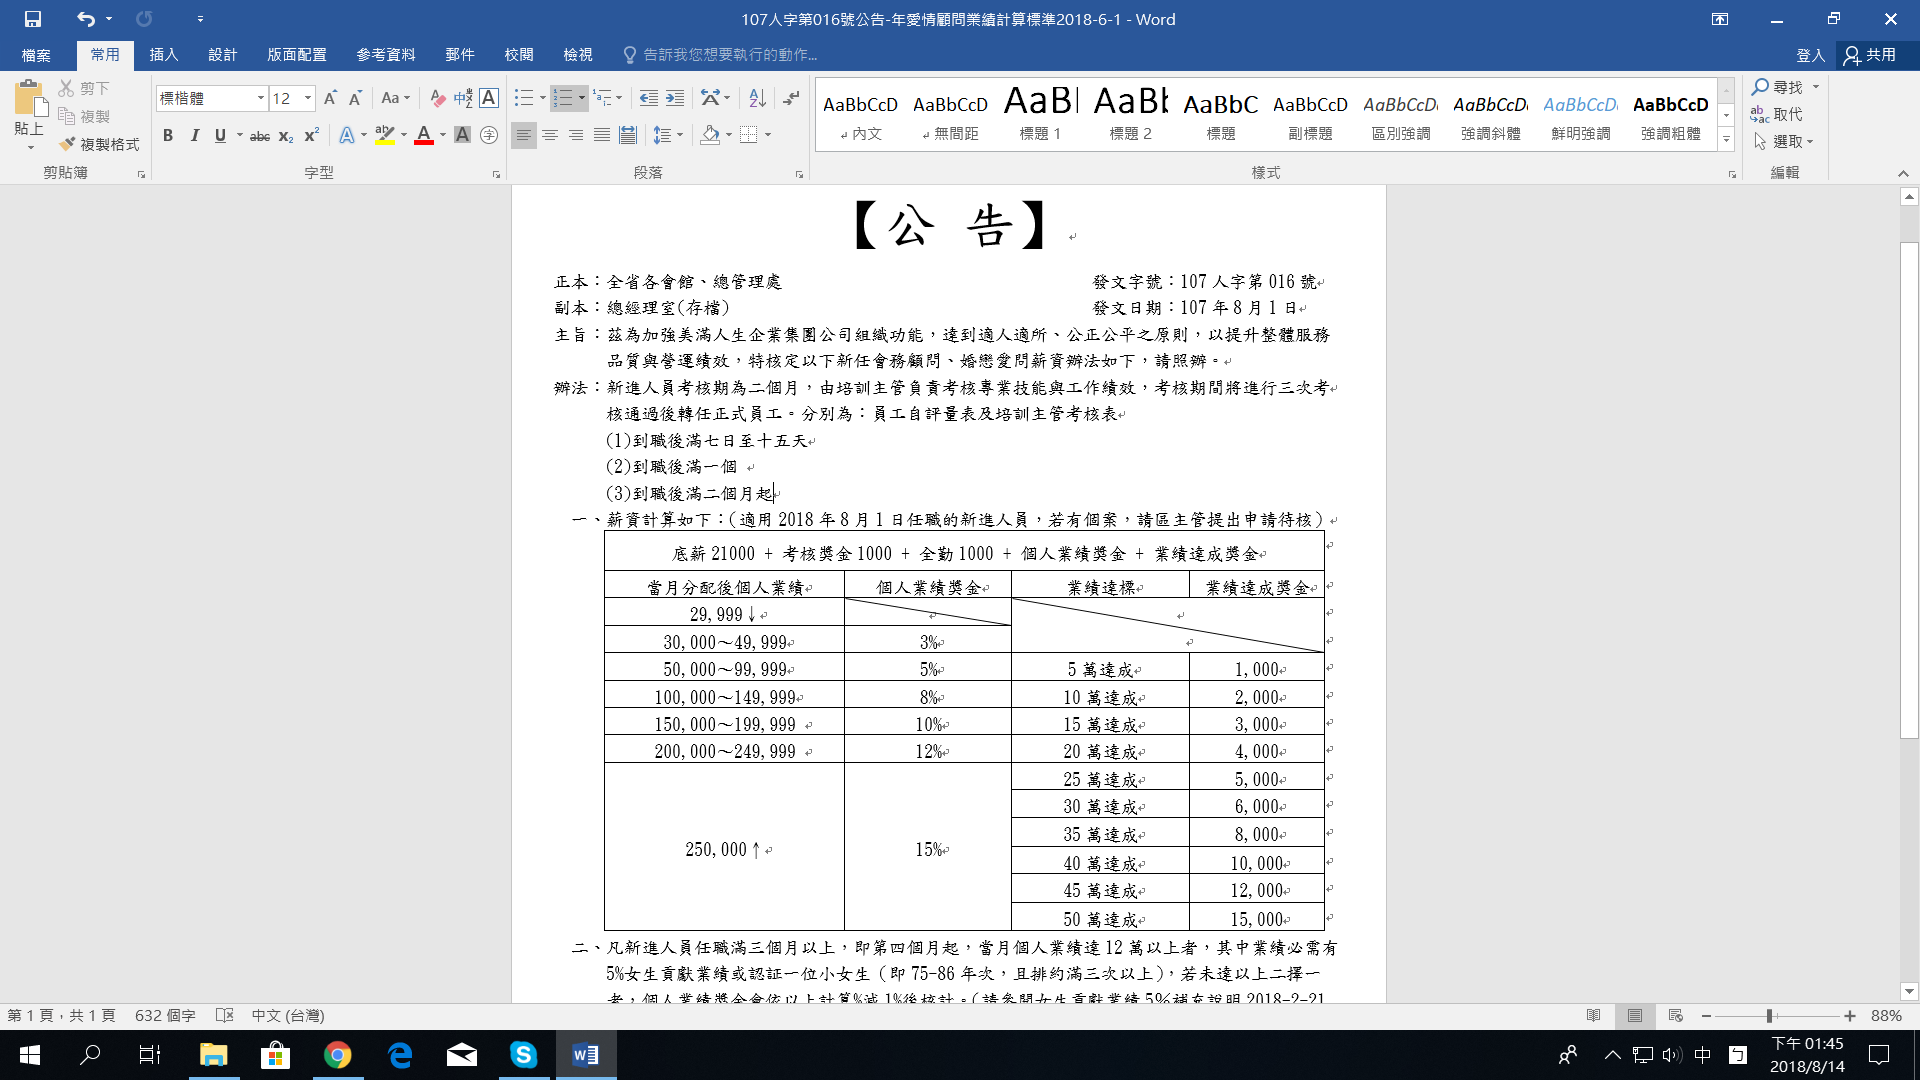 107人字第016號公告-年愛情顧問業績計算標準2018-6-1 - Word
檔案 常用 插入 設計 版面配置 參考資料 郵件 校閱 檢視 告訴我您想要執行的動作... 登入 共用
剪下
複製
貼上 複製格式
剪貼簿
標楷體 12
字型
段落
AaBbCcD AaBbCcD AaBl AaBb AaBbC AaBbCcD AaBbCcDi AaBbCcDi AaBbCcDi AaBbCcD
內文 無間距 標題 1 標題 2 標題 副標題 區別強調 強調斜體 鮮明強調 強調粗體
樣式
尋找
取代
選取
編輯
【公 告】
正本：全省各會館、總管理處 發文字號：107 人字第 016 號
副本：總經理室(存檔) 發文日期：107 年 8 月 1 日
主旨：茲為加強美滿人生企業集團公司組織功能，達到適人適所、公正公平之原則，以提升整體服務
品質與營運績效，特核定以下新任會務顧問、婚戀愛問薪資辦法如下，請照辦。
辦法：新進人員考核期為二個月，由培訓主管負責考核專業技能與工作績效，考核期間將進行三次考
核通過後轉任正式員工。分別為：員工自評量表及培訓主管考核表
(1)到職後滿七日至十五天
(2)到職後滿一個
(3)到職後滿二個月起
一、薪資計算如下：(適用 2018 年 8 月 1 日任職的新進人員，若有個案，請區主管提出申請待核)
底薪 21000 + 考核獎金 1000 + 全勤 1000 + 個人業績獎金 + 業績達成獎金
當月分配後個人業績 個人業績獎金 業績達標 業績達成獎金
29,999↓
30,000～49,999 3%
50,000～99,999 5% 5 萬達成 1,000
100,000～149,999 8% 10 萬達成 2,000
150,000～199,999 10% 15 萬達成 3,000
200,000～249,999 12% 20 萬達成 4,000
250,000↑ 15% 25 萬達成 5,000
30 萬達成 6,000
35 萬達成 8,000
40 萬達成 10,000
45 萬達成 12,000
50 萬達成 15,000
二、凡新進人員任職滿三個月以上，即第四個月起，當月個人業績達 12 萬以上者，其中業績必需有
5%女生貢獻業績或認証一位小女生 (即 75-86 年次，且排約滿三次以上)，若未達以上二擇一
者，個人業績獎金會依以上計算%減 1%後核計。(請參閱女生貢獻業績 5%補充說明 2018-2-21
第 1 頁，共 1 頁 632 個字 中文 (台灣) 88%
中
下午 01:45
2018/8/14